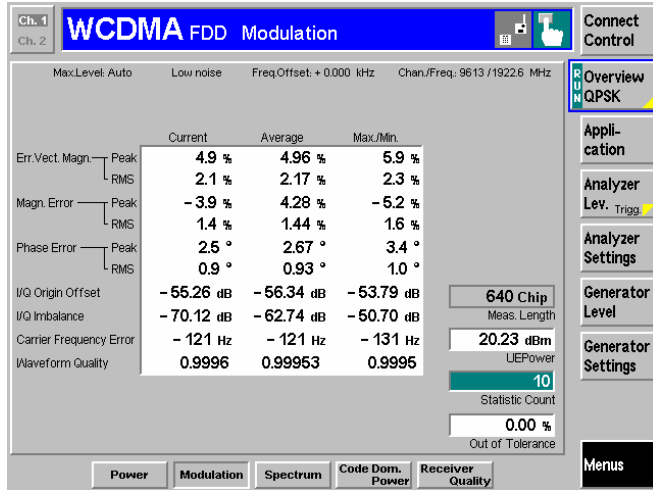 Ch. 1
Ch. 2
WCDMA FDD Modulation
Connect Control
Max.Level: Auto Low noise Freq.Offset: + 0.000 kHz Chan./Freq.: 9613 / 1922.6 MHz
RUN
Overview QPSK
Current Average Max./Min.
Appli-cation
Err.Vect. Magn. Peak 4.9 % 4.96 % 5.9 %
RMS 2.1 % 2.17 % 2.3 %
Magn. Error Peak – 3.9 % 4.28 % – 5.2 %
RMS 1.4 % 1.44 % 1.6 %
Analyzer Lev. Trigg.
Phase Error Peak 2.5 ° 2.67 ° 3.4 °
RMS 0.9 ° 0.93 ° 1.0 °
Analyzer Settings
I/Q Origin Offset – 55.26 dB – 56.34 dB – 53.79 dB
I/Q Imbalance – 70.12 dB – 62.74 dB – 50.70 dB
640 Chip
Meas. Length
Generator Level
Carrier Frequency Error – 121 Hz – 121 Hz – 131 Hz
Waveform Quality 0.9996 0.99953 0.9995
20.23 dBm
UEPower
Generator Settings
10
Statistic Count
0.00 %
Out of Tolerance
Power Modulation Spectrum Code Dom. Power Receiver Quality
Menus